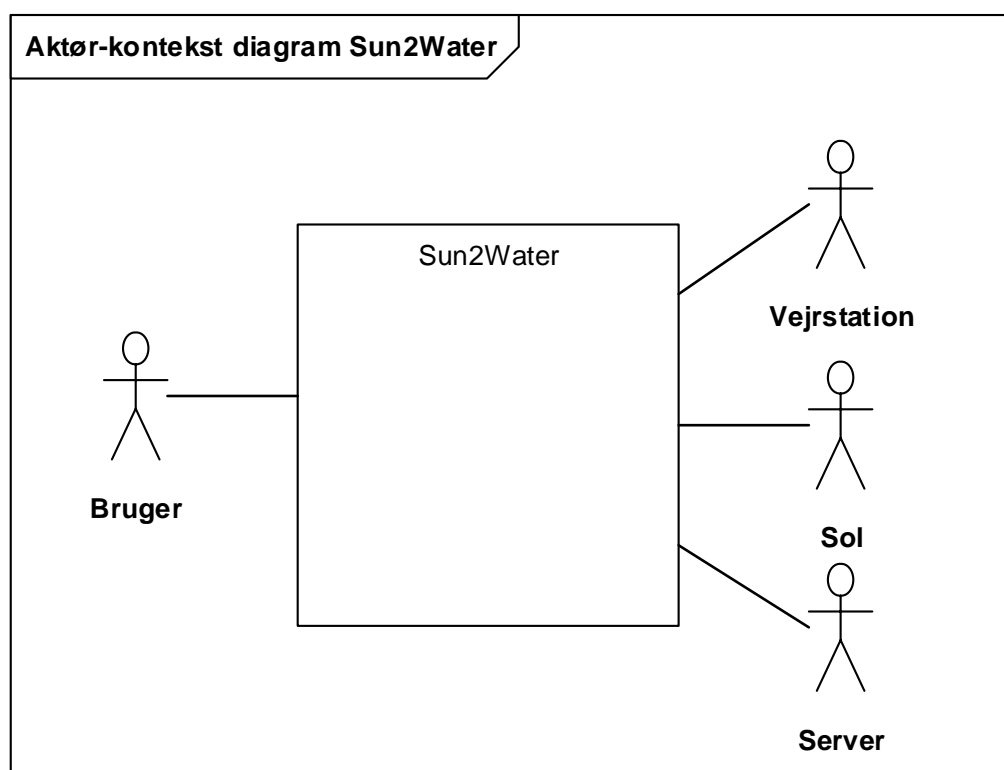 Aktør-kontekst diagram Sun2Water
Sun2Water
Vejrstation
Bruger
Sol
Server